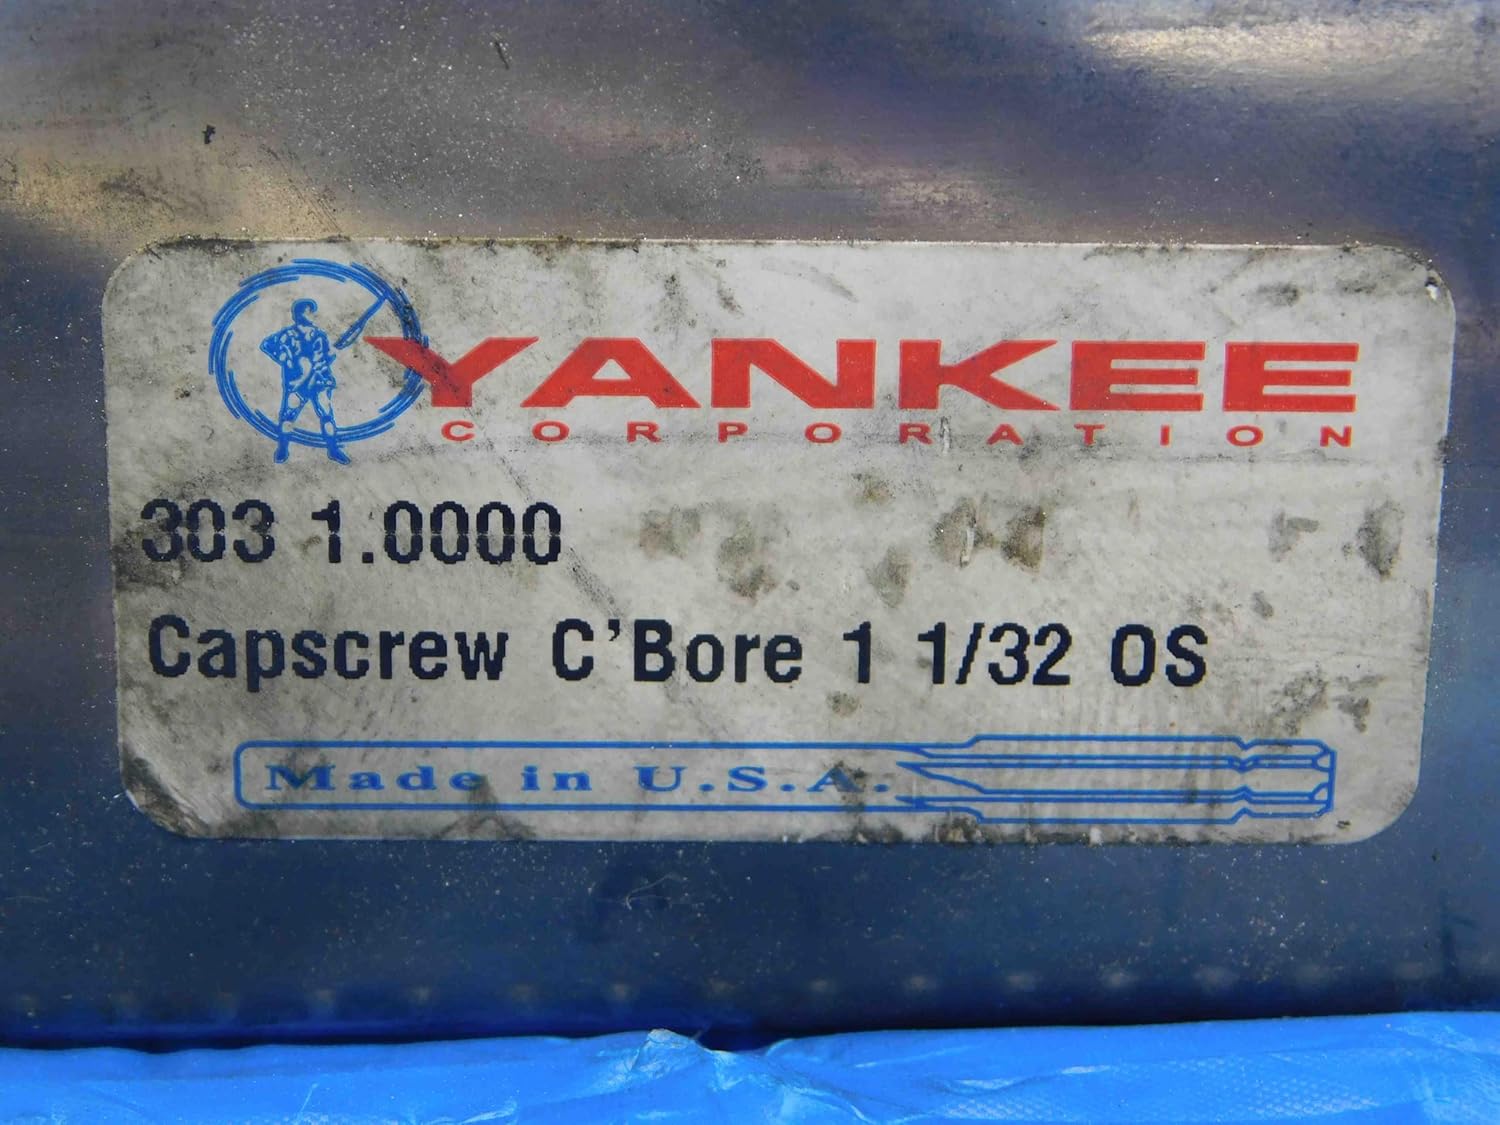 YANKEE
CORPORATION
303 1.0000
Capscrew C'Bore 1 1/32 OS
Made in U.S.A.